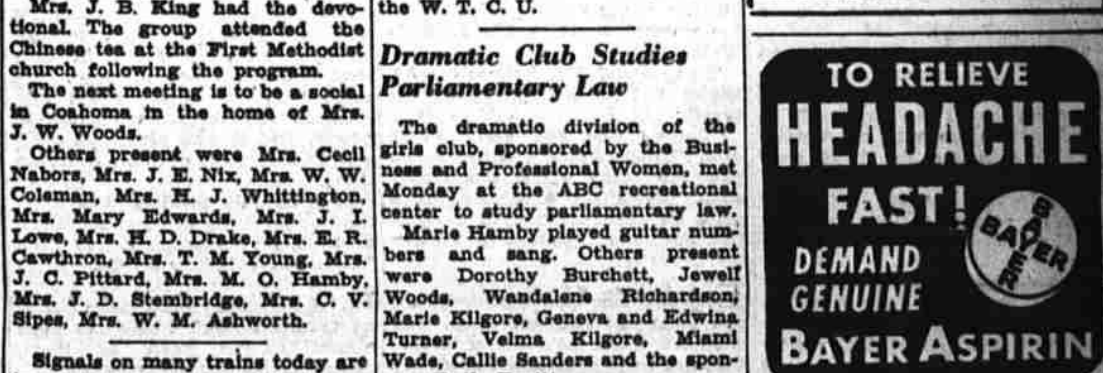 Mrs. J. B. King had the devo-
tional. The group attended the
Chinese tea at the First Methodist
church following the program.
The next meeting is to be a social
in Coahoma in the home of Mrs.
J. W. Woods.
Others present were Mrs. Cecil
Nabors, Mrs. J. E. Nix, Mrs. W. W.
Coleman, Mrs. H. J. Whittington,
Mrs. Mary Edwards, Mrs. J. I.
Lowe, Mrs. H. D. Drake, Mrs. E. R.
Cawthron, Mrs. T. M. Young, Mrs.
J. C. Pittard, Mrs. M. O. Hamby,
Mrs. J. D. Stembridge, Mrs. C. V.
Sipes, Mrs. W. M. Ashworth.
Signals on many trains today are
the W. T. C. U.
Dramatic Club Studies
Parliamentary Law
The dramatic division of the
girls club, sponsored by the Busi-
ness and Professional Women, met
Monday at the ABC recreational
center to study parliamentary law.
Marie Hamby played guitar num-
bers and sang. Others present
were Dorothy Burchett, Jewell
Woods, Wandalene Richardson,
Marie Kilgore, Geneva and Edwina
Turner, Velma Kilgore, Miami
Wade, Callie Sanders and the spon-
TO RELIEVE
HEADACHE
FAST!
BAYER
BAYER
DEMAND
GENUINE
BAYER ASPIRIN